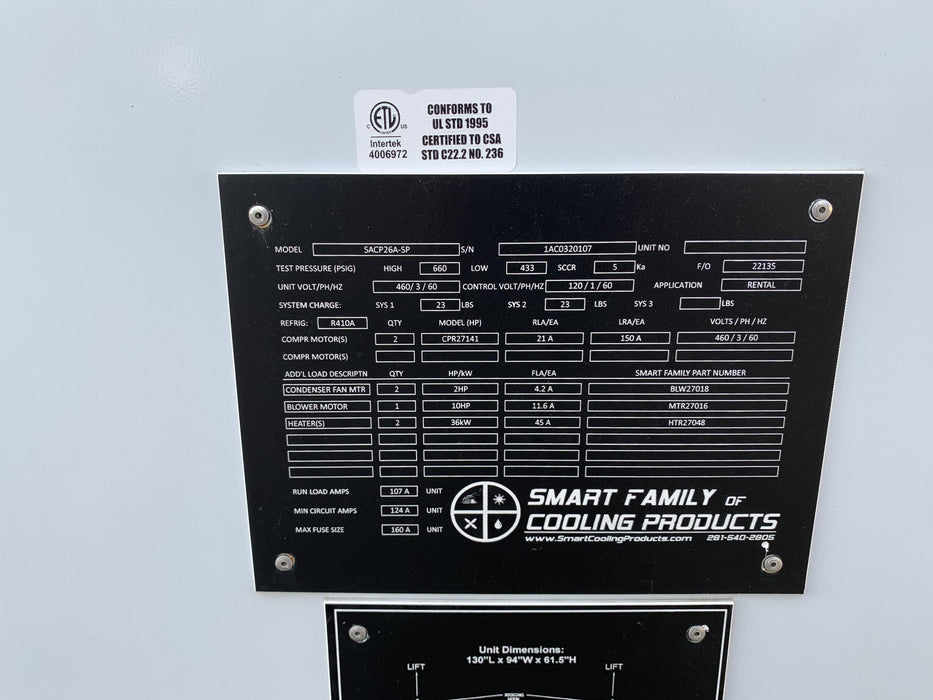 ETL
C US
Intertek
4006972
CONFORMS TO
UL STD 1995
CERTIFIED TO CSA
STD C22.2 NO. 236
MODEL SACP26A-SP S/N 1AC0320107 UNIT NO
TEST PRESSURE (PSIG) HIGH 660 LOW 433 SCCR 5 Ka F/O 22135
UNIT VOLT/PH/HZ 460/ 3 / 60 CONTROL VOLT/PH/HZ 120 / 1 / 60 APPLICATION RENTAL
SYSTEM CHARGE: SYS 1 23 LBS SYS 2 23 LBS SYS 3 LBS
REFRIG: R410A QTY MODEL (HP) RLA/EA LRA/EA VOLTS / PH / HZ
COMPR MOTOR(S) 2 CPR27141 21 A 150 A 460 / 3 / 60
COMPR MOTOR(S)
ADD'L LOAD DESCRIPTN QTY HP/kW FLA/EA SMART FAMILY PART NUMBER
CONDENSER FAN MTR 2 2HP 4.2 A BLW27018
BLOWER MOTOR 1 10HP 11.6 A MTR27016
HEATER(S) 2 36kW 45 A HTR27048
RUN LOAD AMPS 107 A UNIT
MIN CIRCUIT AMPS 124 A UNIT
MAX FUSE SIZE 160 A UNIT
SMART FAMILY OF
COOLING PRODUCTS
www.SmartCoolingProducts.com 281-540-2805
Unit Dimensions:
130"L x 94"W x 61.5"H
LIFT LIFT
RIGGING